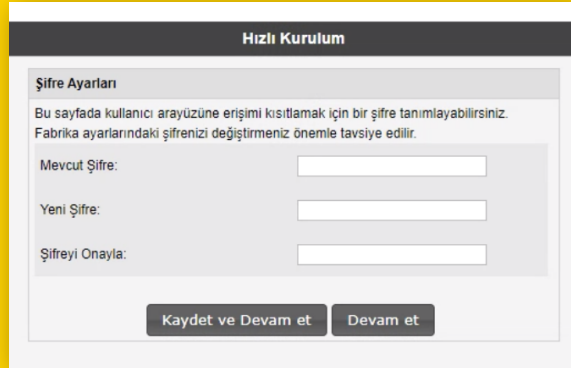 Hızlı Kurulum
Şifre Ayarları
Bu sayfada kullanıcı arayüzüne erişimi kısıtlamak için bir şifre tanımlayabilirsiniz.
Fabrika ayarlarındaki şifrenizi değiştirmeniz önemle tavsiye edilir.
Mevcut Şifre:
Yeni Şifre:
Şifreyi Onayla:
Kaydet ve Devam et Devam et